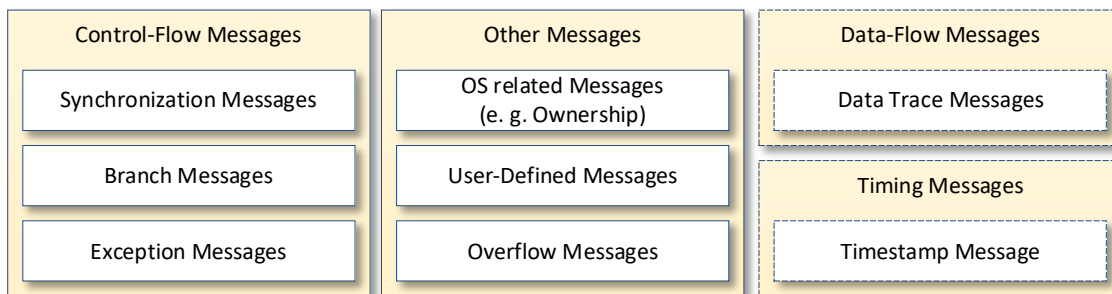 Control-Flow Messages
Synchronization Messages
Branch Messages
Exception Messages
Other Messages
OS related Messages
(e. g. Ownership)
User-Defined Messages
Overflow Messages
Data-Flow Messages
Data Trace Messages
Timing Messages
Timestamp Message